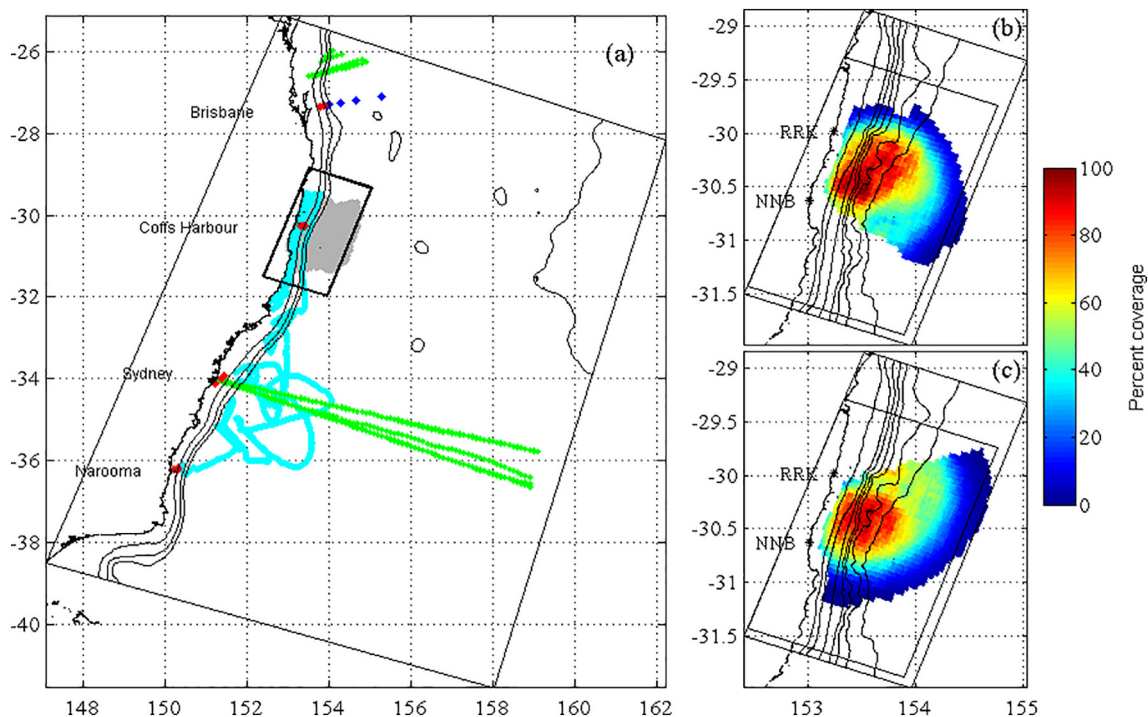 (a)
-26
Brisbane
-28
-30
Coffs Harbour
-32
Sydney
-34
Narooma
-36
-38
-40
148 150 152 154 156 158 160 162
(b)
-29
-29.5
-30
RRK
-30.5
NNB
-31
-31.5
(c)
-29
-29.5
-30
RRK
-30.5
NNB
-31
-31.5
153 154 155
100
80
60
40
20
0
Percent coverage